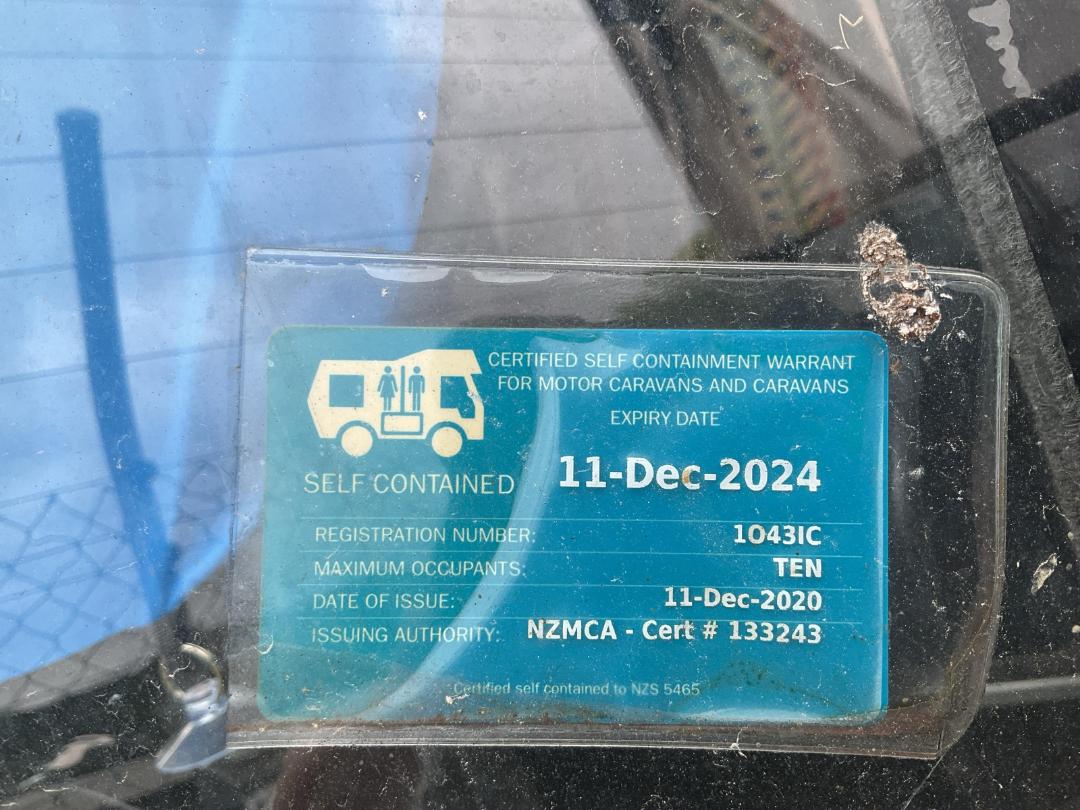 CERTIFIED SELF CONTAINMENT WARRANT
FOR MOTOR CARAVANS AND CARAVANS
EXPIRY DATE
11-Dec-2024
SELF CONTAINED
REGISTRATION NUMBER: 1O43IC
MAXIMUM OCCUPANTS: TEN
DATE OF ISSUE: 11-Dec-2020
ISSUING AUTHORITY: NZMCA - Cert # 133243
Certified self contained to NZS 5465